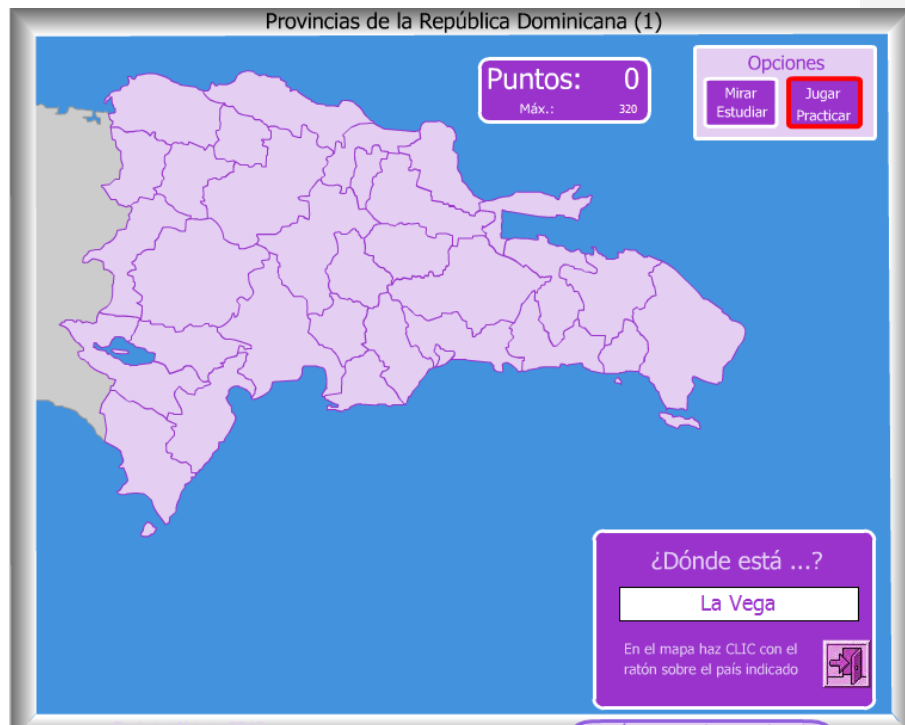 Provincias de la República Dominicana (1)
Puntos: 0
Máx.: 320
Opciones
Mirar
Estudiar
Jugar
Practicar
¿Dónde está ...?
La Vega
En el mapa haz CLIC con el
ratón sobre el país indicado